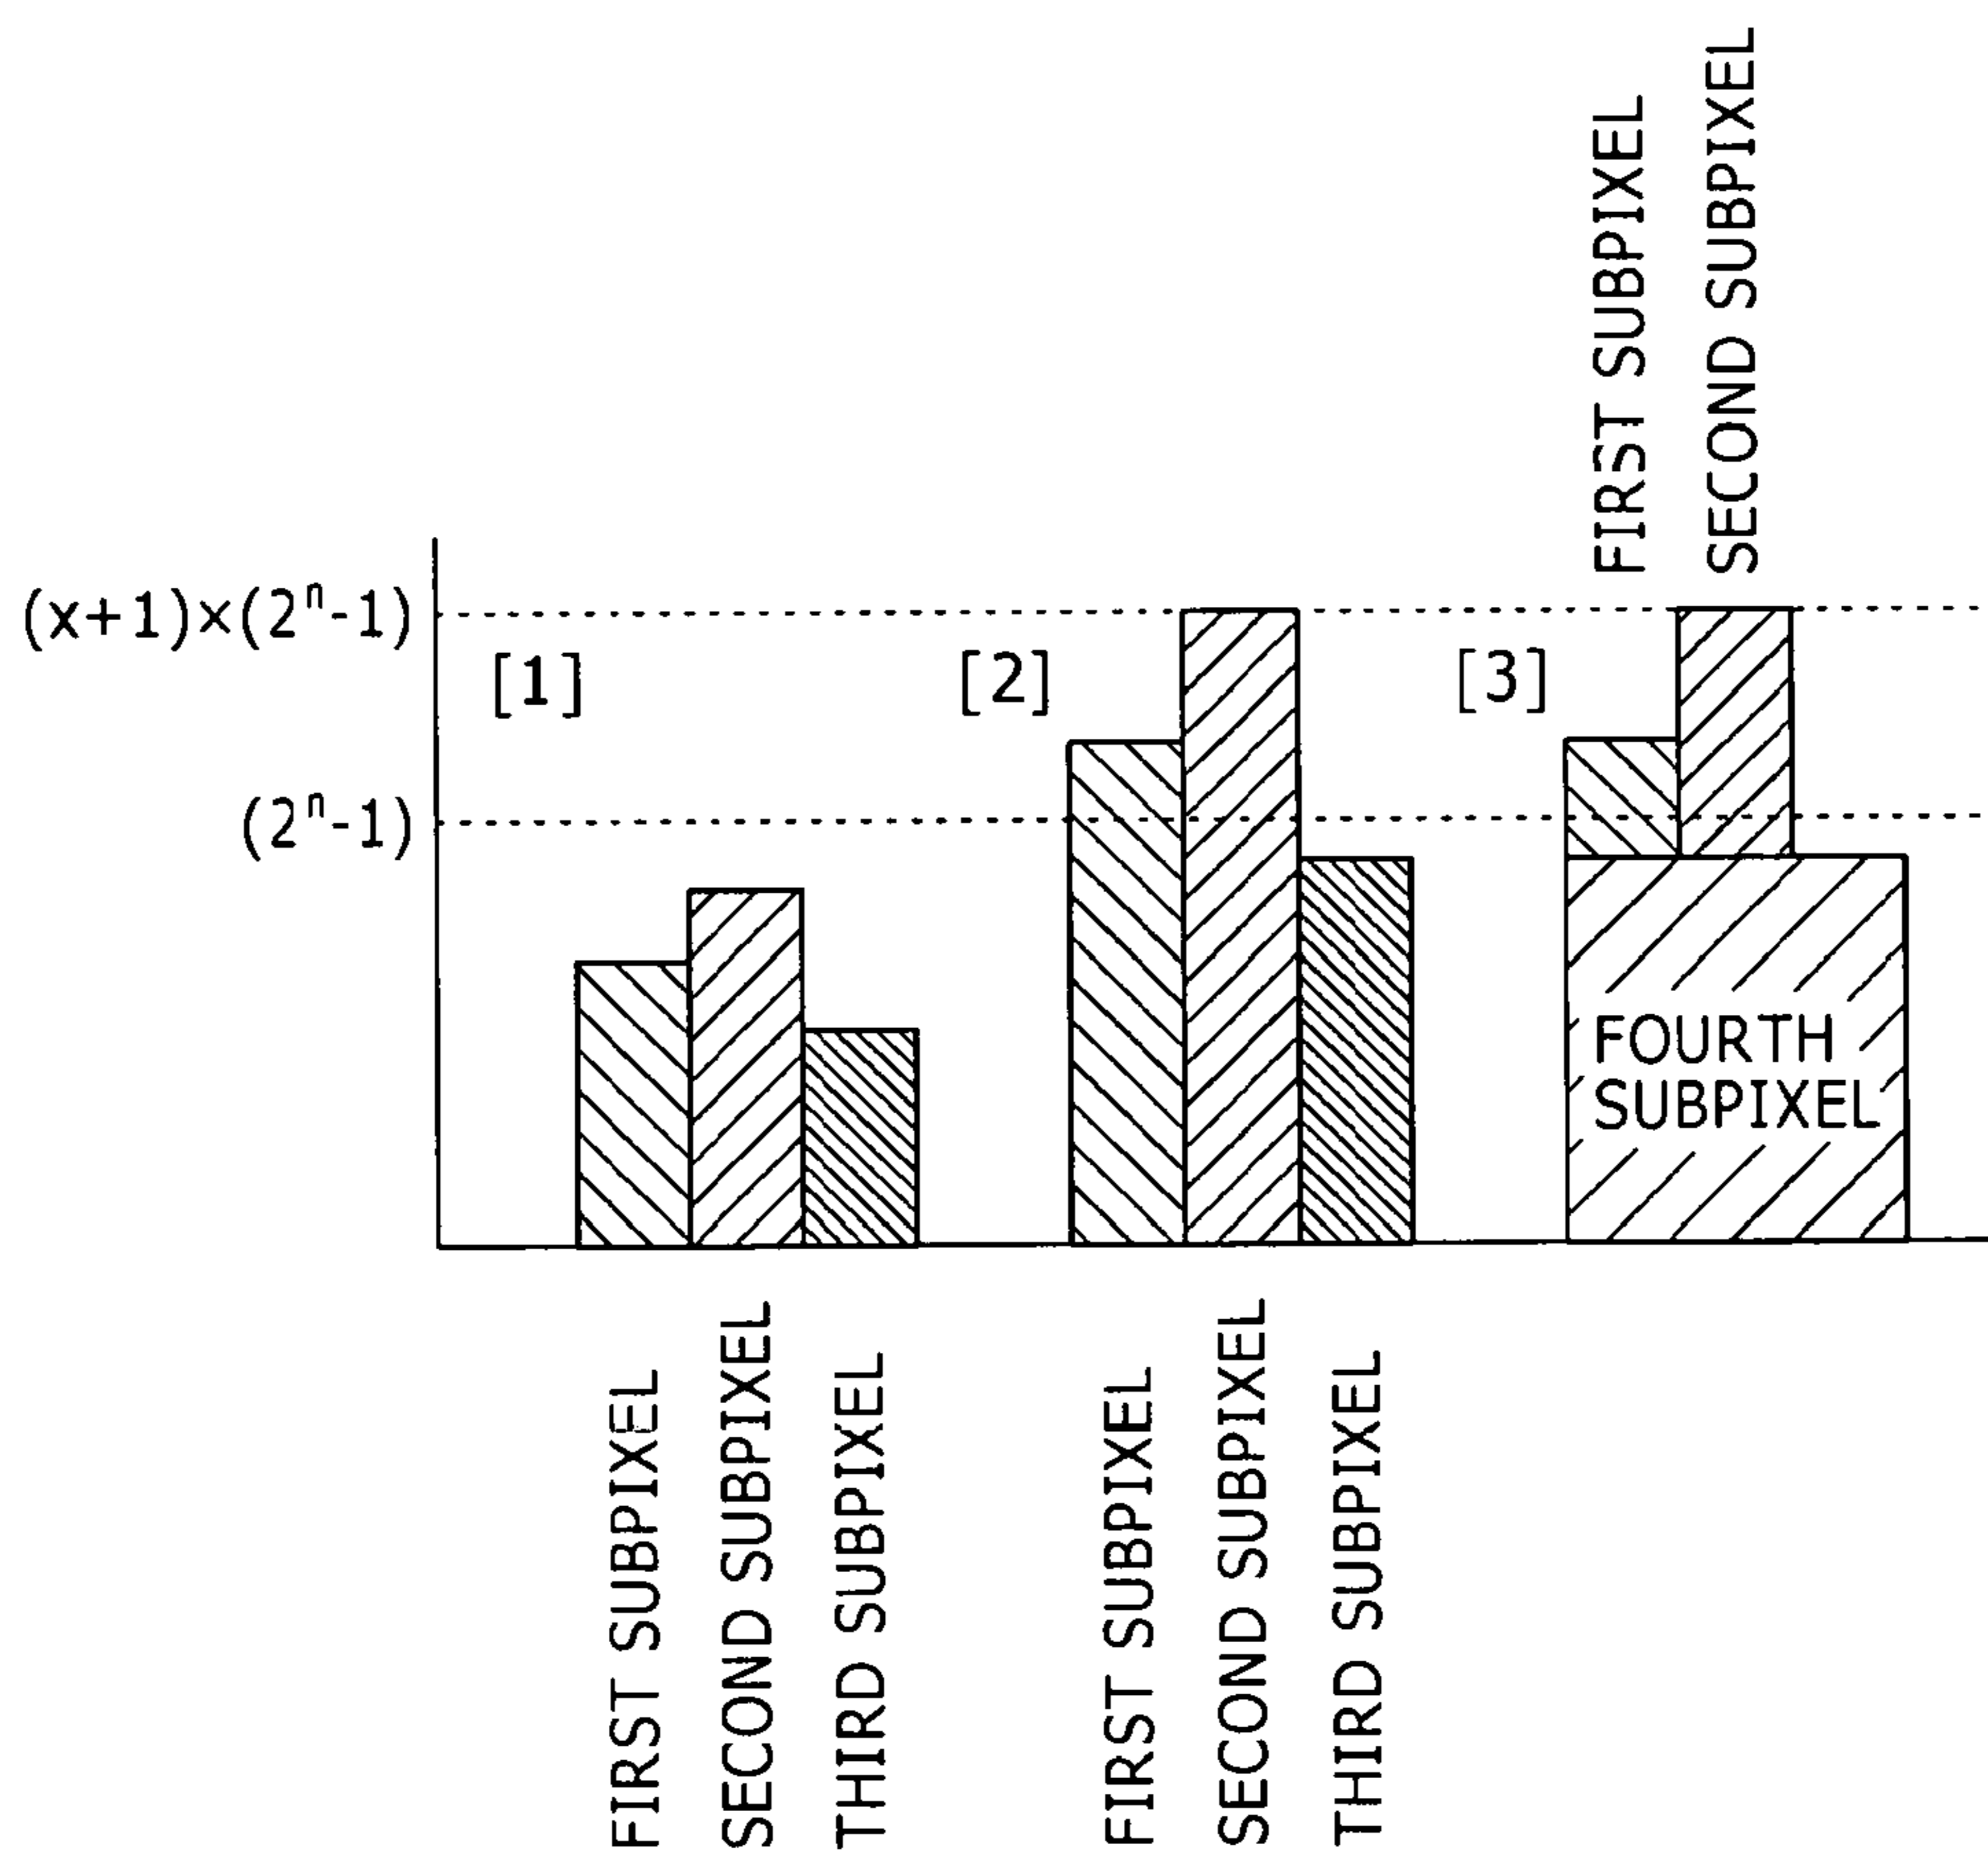 FIRST SUBPIXEL
SECOND SUBPIXEL
(x+1)×(2ⁿ-1)
[1]
[2]
[3]
(2ⁿ-1)
FOURTH
SUBPIXEL
FIRST SUBPIXEL
SECOND SUBPIXEL
THIRD SUBPIXEL
FIRST SUBPIXEL
SECOND SUBPIXEL
THIRD SUBPIXEL